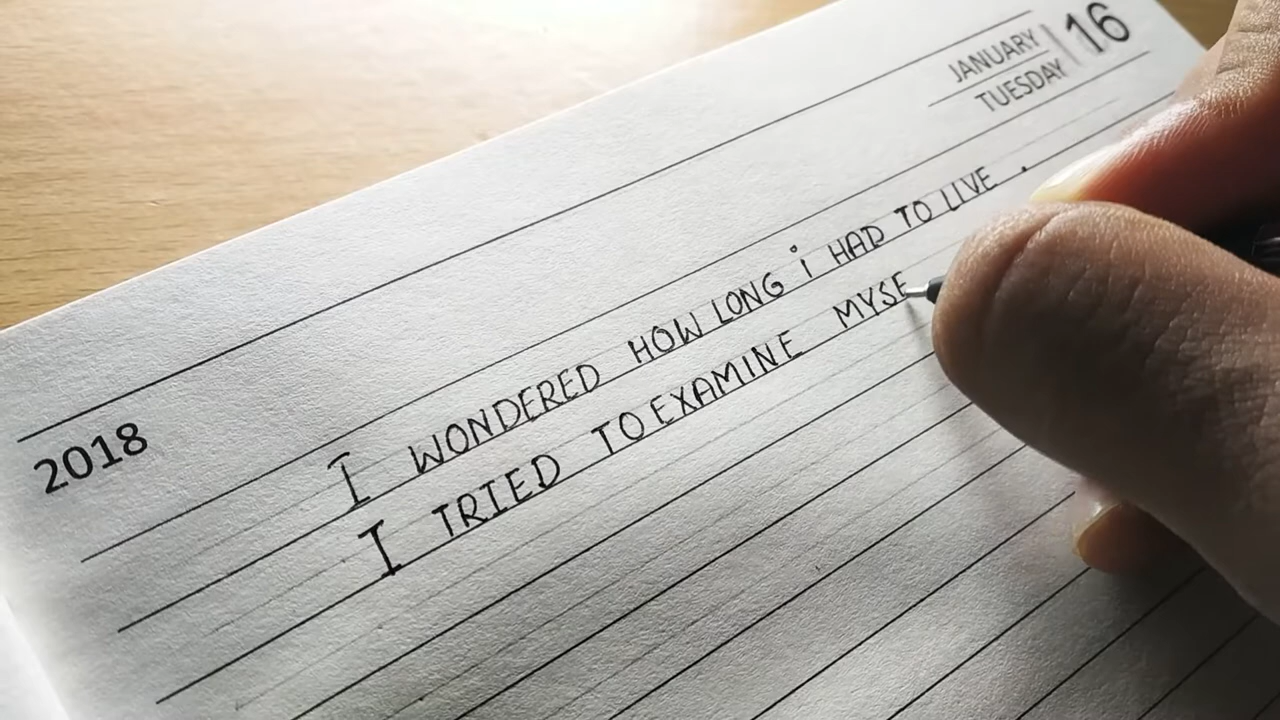 JANUARY 16
TUESDAY
2018
I WONDERED HOW LONG i HAD TO LIVE .
I TRIED TO EXAMINE MYSE